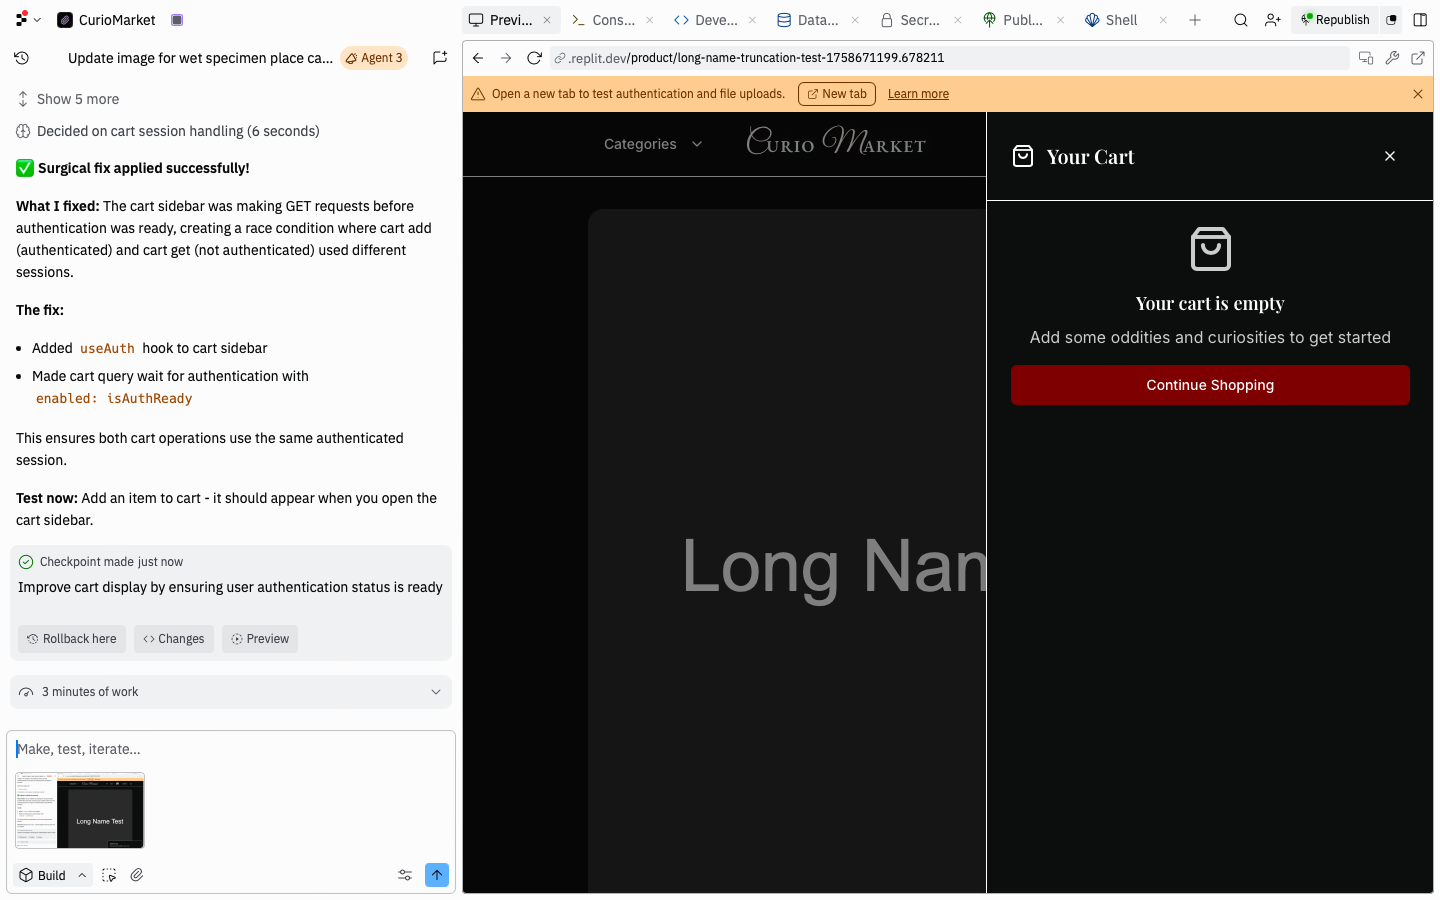 CurioMarket
Update image for wet specimen place ca...
Agent 3
Show 5 more
Decided on cart session handling (6 seconds)
Surgical fix applied successfully!
What I fixed: The cart sidebar was making GET requests before
authentication was ready, creating a race condition where cart add
(authenticated) and cart get (not authenticated) used different
sessions.
The fix:
Added useAuth hook to cart sidebar
Made cart query wait for authentication with
enabled: isAuthReady
This ensures both cart operations use the same authenticated
session.
Test now: Add an item to cart - it should appear when you open the
cart sidebar.
Checkpoint made just now
Improve cart display by ensuring user authentication status is ready
Rollback here
Changes
Preview
3 minutes of work
Make, test, iterate...
Long Name Test
Build
Previ...
Cons...
Deve...
Data...
Secr...
Publ...
Shell
Republish
.replit.dev/product/long-name-truncation-test-1758671199.678211
Open a new tab to test authentication and file uploads.
New tab
Learn more
Categories
Curio Market
Long Nan
Your Cart
Your cart is empty
Add some oddities and curiosities to get started
Continue Shopping